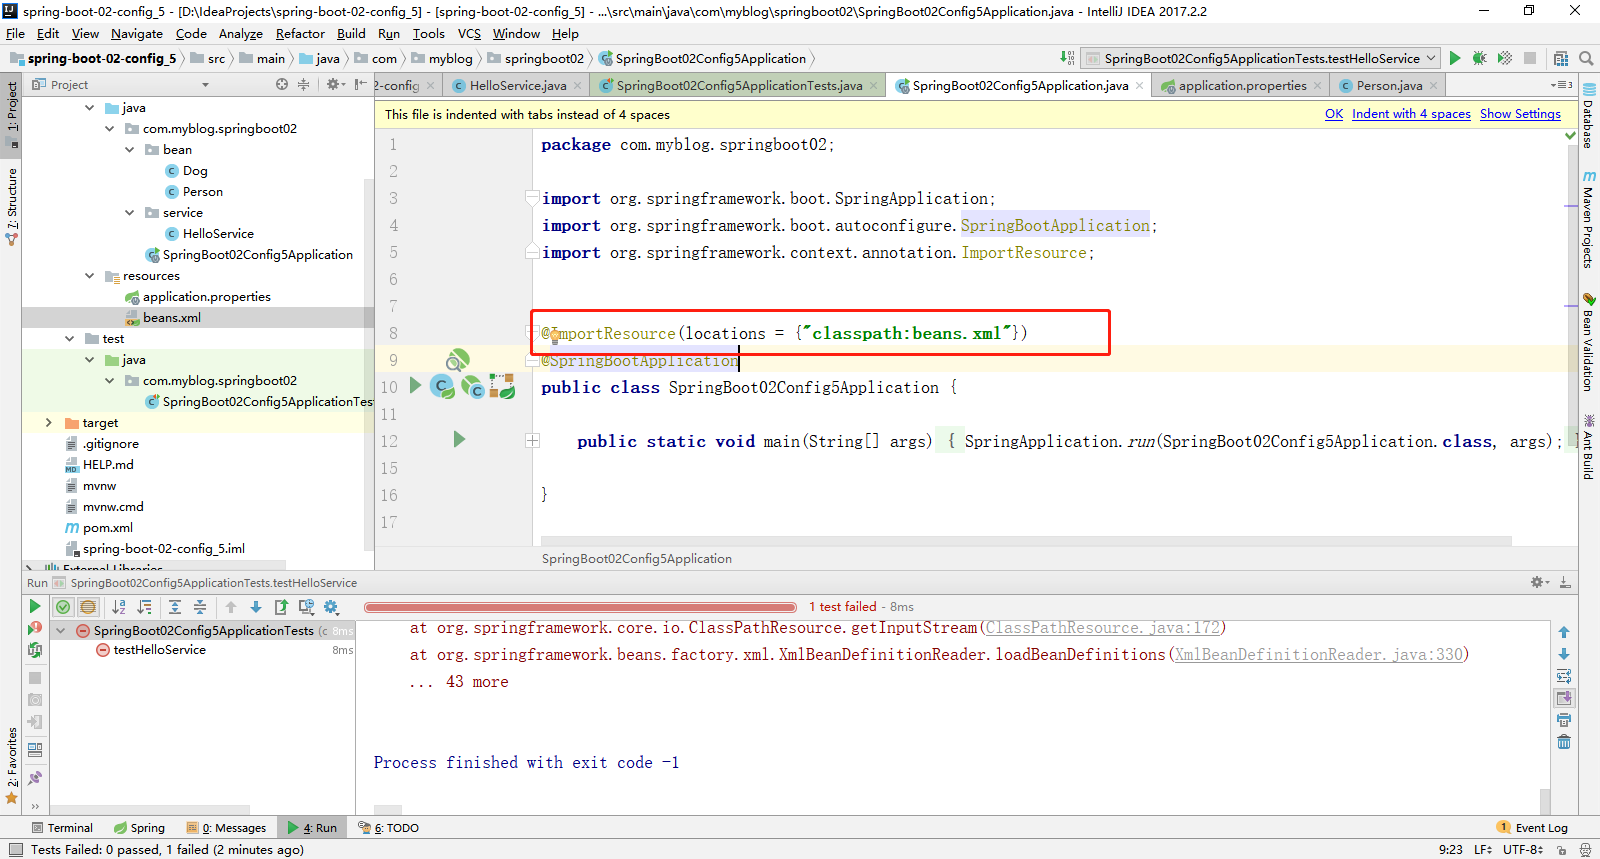 spring-boot-02-config_5 - [D:\IdeaProjects\spring-boot-02-config_5] - [spring-boot-02-config_5] - ...\src\main\java\com\myblog\springboot02\SpringBoot02Config5Application.java - IntelliJ IDEA 2017.2.2
File Edit View Navigate Code Analyze Refactor Build Run Tools VCS Window Help
spring-boot-02-config_5 src main java com myblog springboot02 SpringBoot02Config5Application SpringBoot02Config5ApplicationTests.testHelloService
Project 2-config HelloService.java SpringBoot02Config5ApplicationTests.java SpringBoot02Config5Application.java application.properties Person.java
This file is indented with tabs instead of 4 spaces OK Indent with 4 spaces Show Settings
1: Project
7: Structure
2: Favorites
java
com.myblog.springboot02
bean
Dog
Person
service
HelloService
SpringBoot02Config5Application
resources
application.properties
beans.xml
test
java
com.myblog.springboot02
SpringBoot02Config5ApplicationTes
target
.gitignore
HELP.md
mvnw
mvnw.cmd
pom.xml
spring-boot-02-config_5.iml
External Libraries
1 package com.myblog.springboot02;
2
3 import org.springframework.boot.SpringApplication;
4 import org.springframework.boot.autoconfigure.SpringBootApplication;
5 import org.springframework.context.annotation.ImportResource;
6
7
8 @ImportResource(locations = {"classpath:beans.xml"})
9 @SpringBootApplication
10 public class SpringBoot02Config5Application {
11
12 public static void main(String[] args) { SpringApplication.run(SpringBoot02Config5Application.class, args); }
15
16 }
17
SpringBoot02Config5Application
Database
Maven Projects
Bean Validation
Ant Build
Run SpringBoot02Config5ApplicationTests.testHelloService
1 test failed - 8ms
SpringBoot02Config5ApplicationTests (c 8ms
testHelloService 8ms
at org.springframework.core.io.ClassPathResource.getInputStream(ClassPathResource.java:172)
at org.springframework.beans.factory.xml.XmlBeanDefinitionReader.loadBeanDefinitions(XmlBeanDefinitionReader.java:330)
... 43 more
Process finished with exit code -1
Terminal Spring 0: Messages 4: Run 6: TODO 1 Event Log
Tests Failed: 0 passed, 1 failed (2 minutes ago) 9:23 LF UTF-8